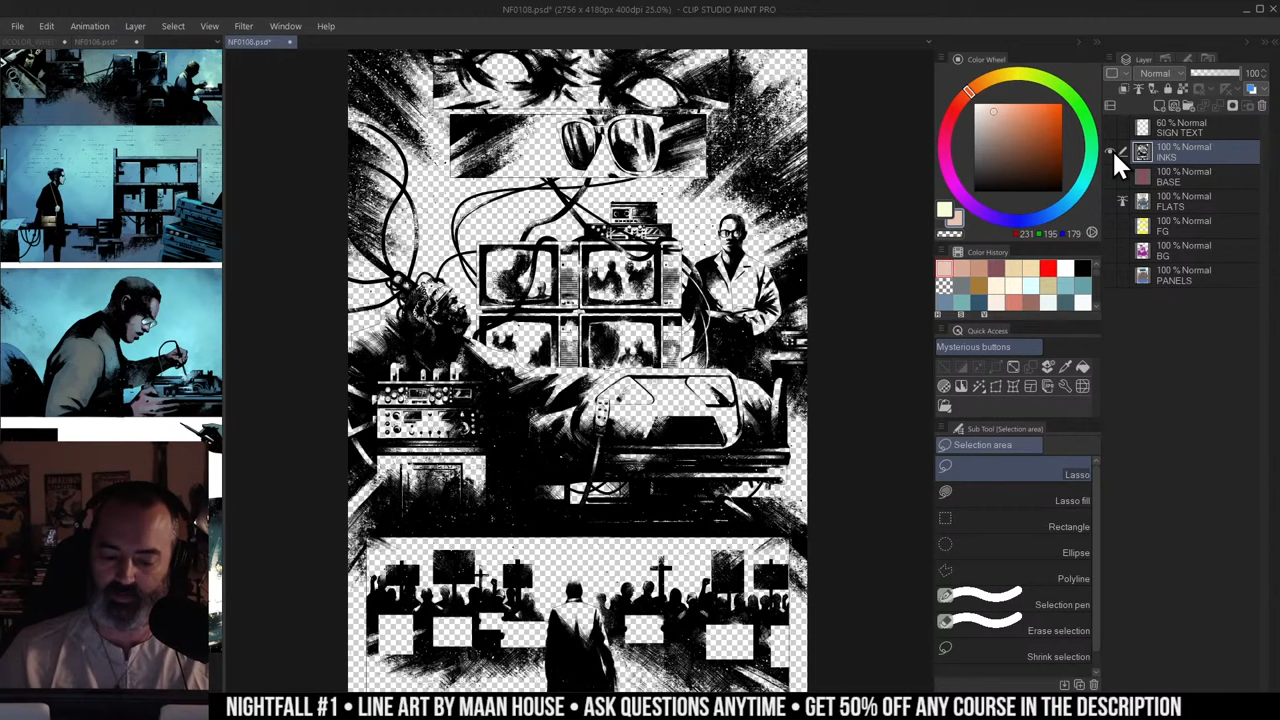 NF0108.psd* (2756 x 4180px 400dpi 25.0%) - CLIP STUDIO PAINT PRO
File Edit Animation Layer Select View Filter Window Help
NF0106.psd* NF0108.psd*
Color Wheel
231 195 179
Color History
Quick Access
Mysterious buttons
Sub Tool (Selection area)
Selection area
Lasso
Lasso fill
Rectangle
Ellipse
Polyline
Selection pen
Erase selection
Shrink selection
Layer
Normal 100
60 % Normal
SIGN TEXT
100 % Normal
INKS
100 % Normal
BASE
100 % Normal
FLATS
100 % Normal
FG
100 % Normal
BG
100 % Normal
PANELS
NIGHTFALL #1 • LINE ART BY MAAN HOUSE • ASK QUESTIONS ANYTIME • GET 50% OFF ANY COURSE IN THE DESCRIPTION